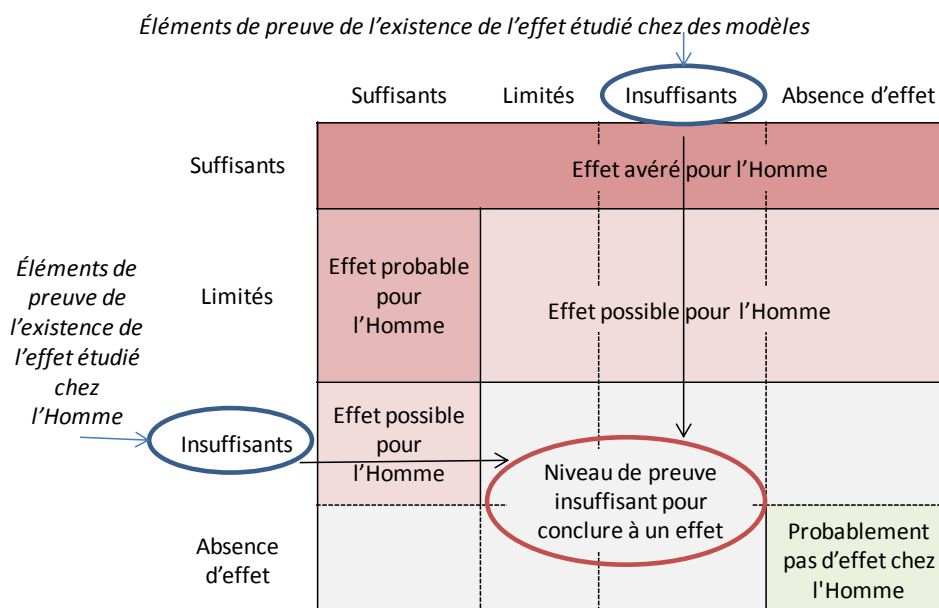 Éléments de preuve de l'existence de l'effet étudié chez des modèles
Suffisants Limités Insuffisants Absence d'effet
Suffisants
Effet avéré pour l'Homme
Éléments de
preuve de
l'existence de
l'effet étudié
chez
l'Homme
Limités
Effet probable
pour
l'Homme
Effet possible pour l'Homme
Insuffisants
Effet possible
pour
l'Homme
Niveau de preuve
insuffisant pour
conclure à un effet
Absence
d'effet
Probablement
pas d'effet chez
l'Homme